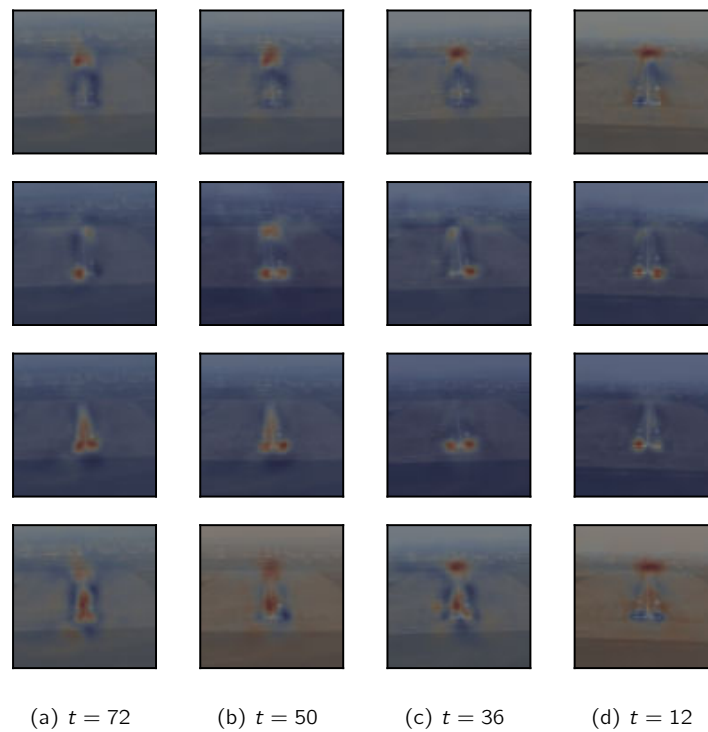 (a) t = 72 (b) t = 50 (c) t = 36 (d) t = 12